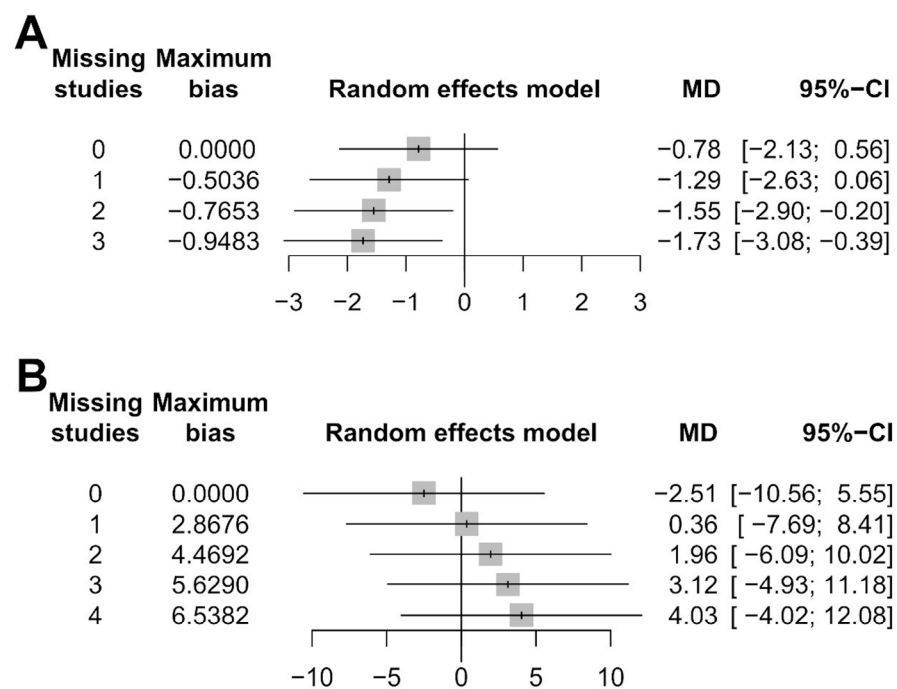 A
Missing Maximum
studies bias Random effects model MD 95%−CI
0 0.0000 −0.78 [−2.13; 0.56]
1 −0.5036 −1.29 [−2.63; 0.06]
2 −0.7653 −1.55 [−2.90; −0.20]
3 −0.9483 −1.73 [−3.08; −0.39]
−3 −2 −1 0 1 2 3
B
Missing Maximum
studies bias Random effects model MD 95%−CI
0 0.0000 −2.51 [−10.56; 5.55]
1 2.8676 0.36 [ −7.69; 8.41]
2 4.4692 1.96 [ −6.09; 10.02]
3 5.6290 3.12 [ −4.93; 11.18]
4 6.5382 4.03 [ −4.02; 12.08]
−10 −5 0 5 10